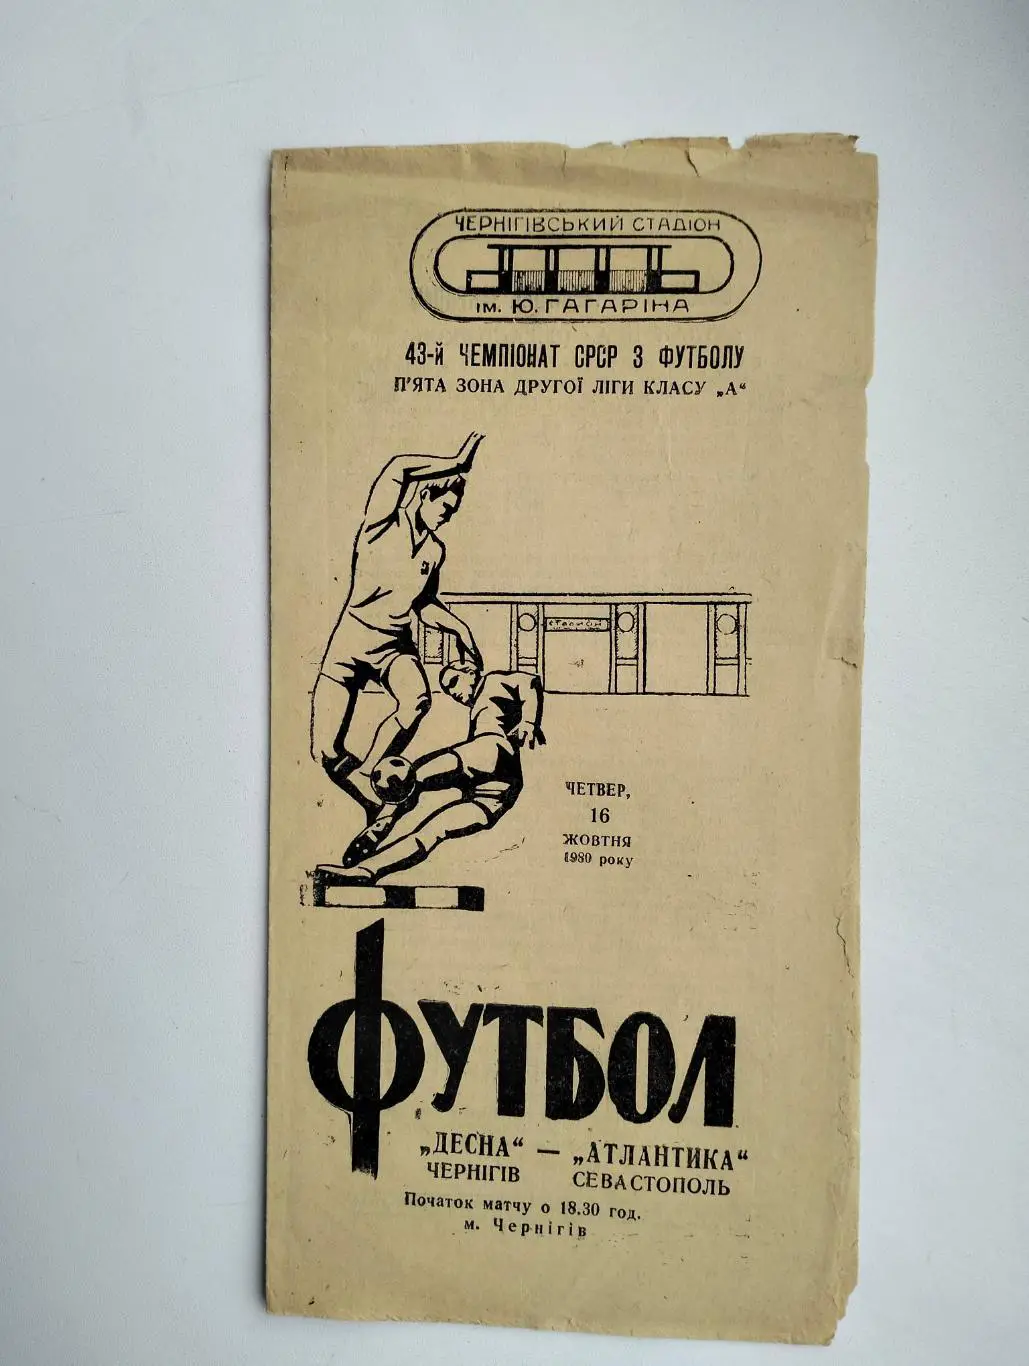 ЧЕРНІГІВСЬКИЙ СТАДІОН
ім. Ю. ГАГАРІНА
43-й ЧЕМПІОНАТ СРСР З ФУТБОЛУ
П'ЯТА ЗОНА ДРУГОЇ ЛІГИ КЛАСУ „А“
СТАДИОН
ЧЕТВЕР,
16
ЖОВТНЯ
1980 року
ФУТБОЛ
„ДЕСНА“ — „АТЛАНТИКА“
ЧЕРНІГІВ СЕВАСТОПОЛЬ
Початок матчу о 18.30 год.
м. Чернігів